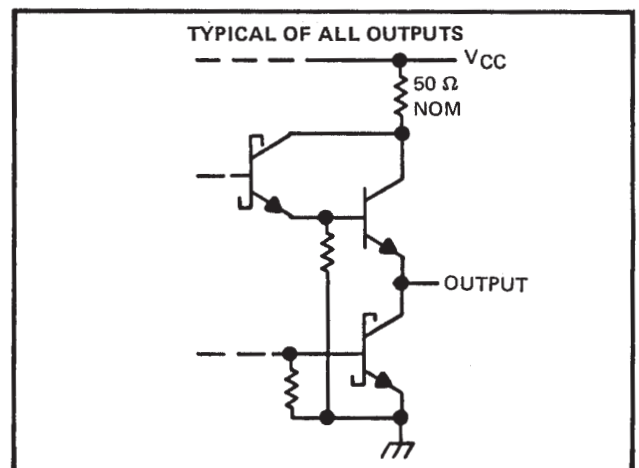 TYPICAL OF ALL OUTPUTS
VCC
50 Ω
NOM
OUTPUT